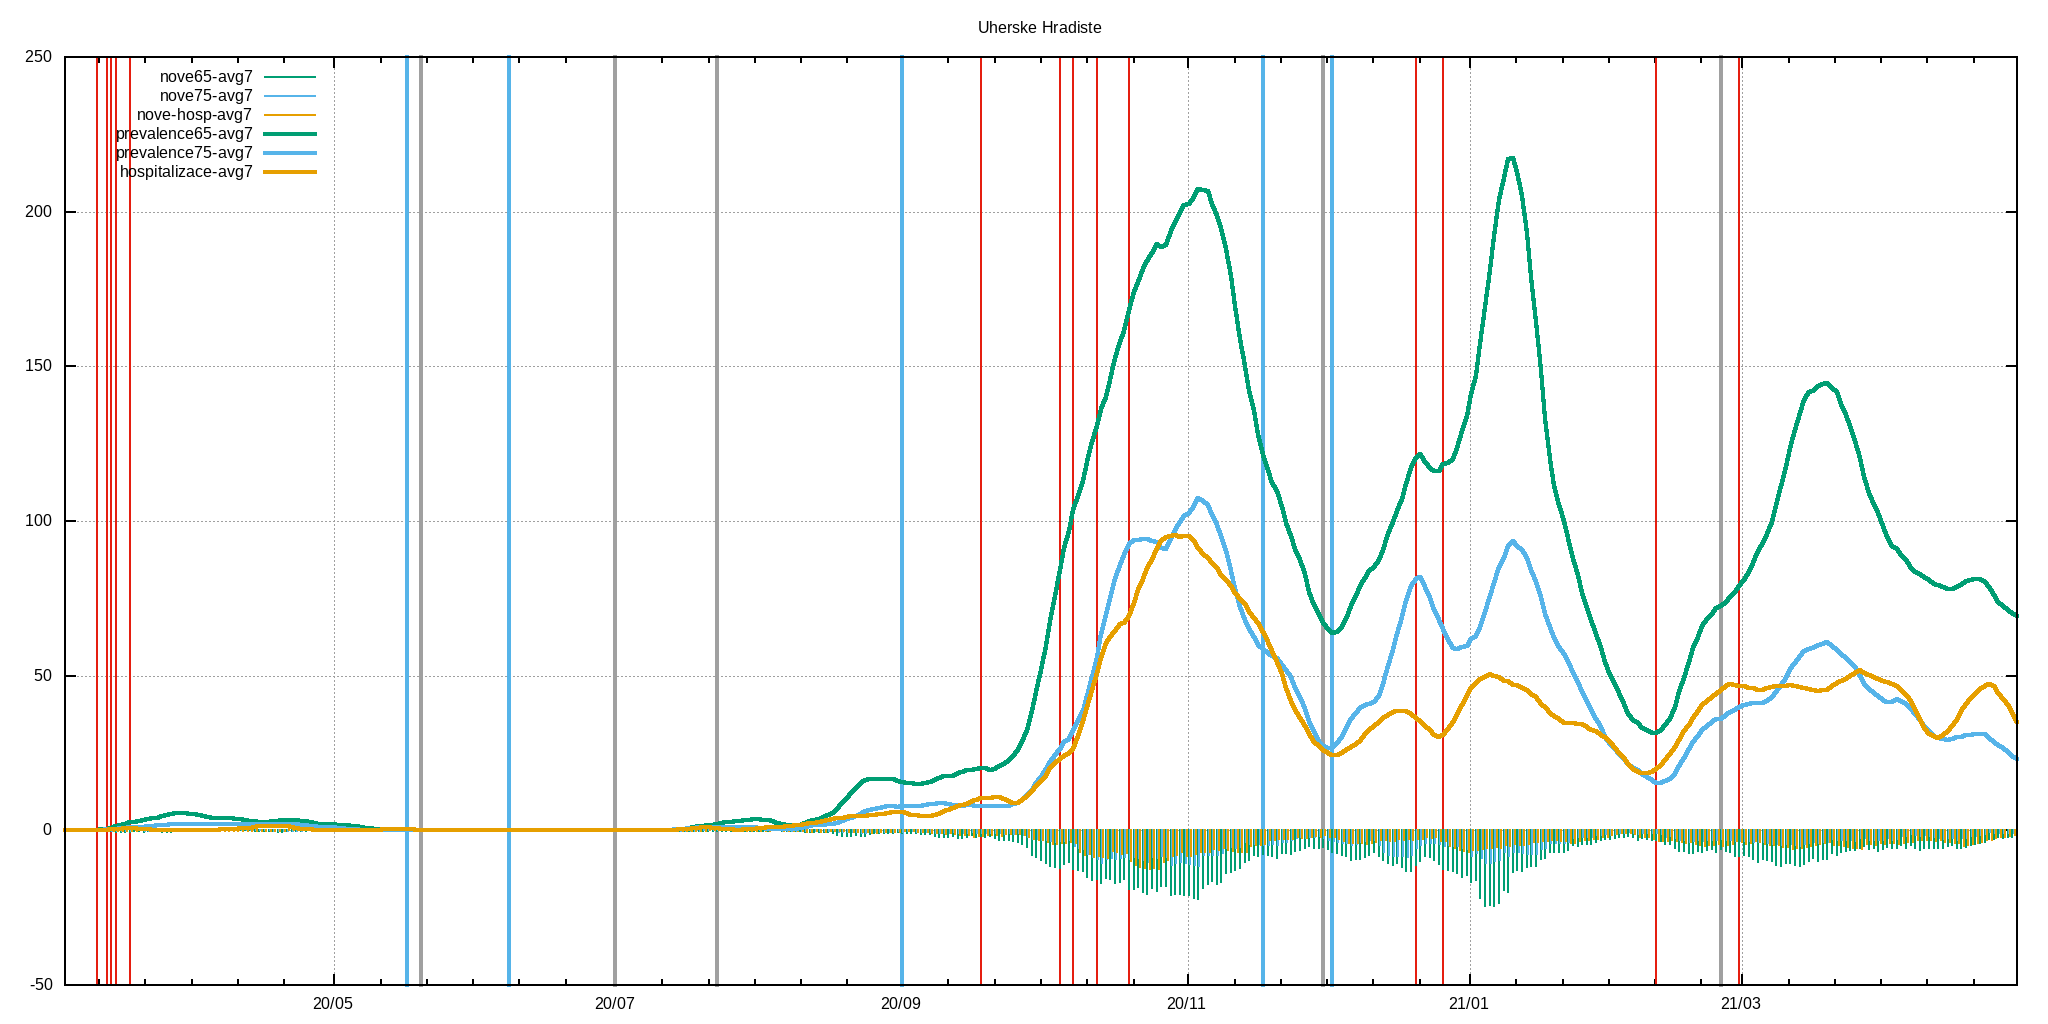 Uherske Hradiste
250
200
150
100
50
0
-50
nove65-avg7
nove75-avg7
nove-hosp-avg7
prevalence65-avg7
prevalence75-avg7
hospitalizace-avg7
20/05
20/07
20/09
20/11
21/01
21/03